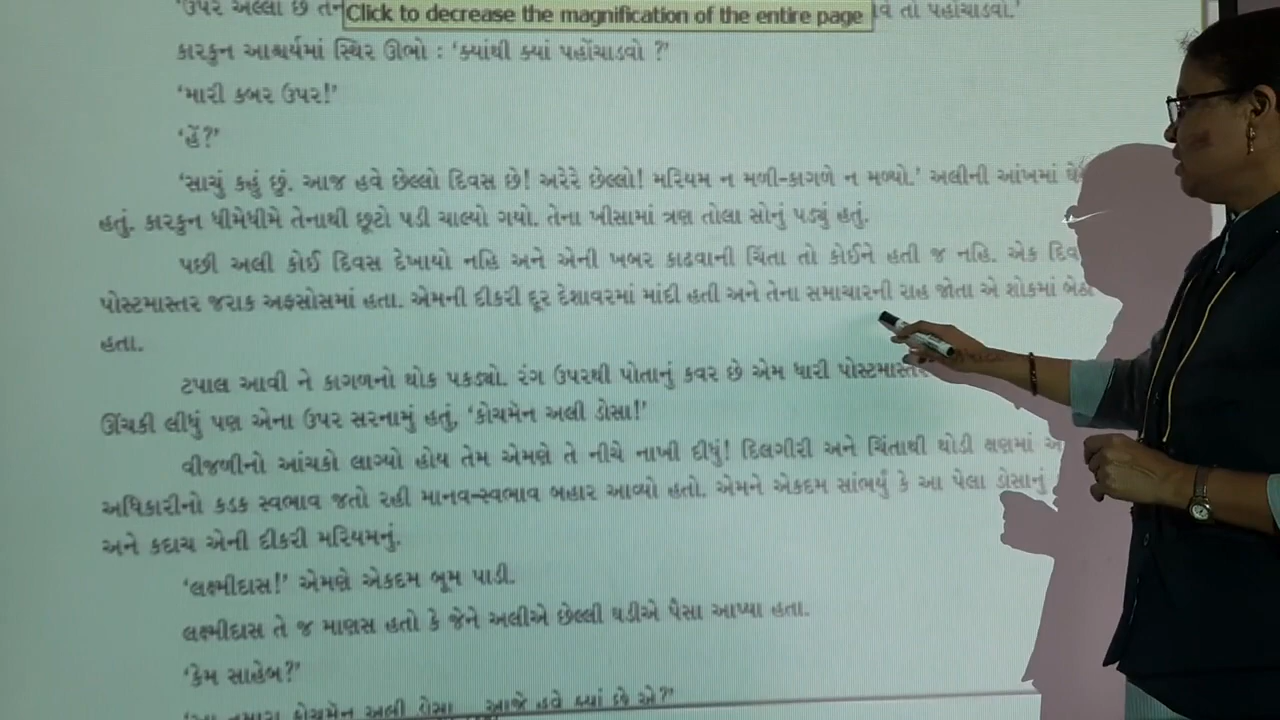 'ઉપર અલ્લા છે તેન
Click to decrease the magnification of the entire page
તો પહોંચાડવો.'
કારકુન આશ્ચર્યમાં સ્થિર ઊભો : 'ક્યાંથી ક્યાં પહોંચાડવો ?'
'મારી કબર ઉપર!'
'હેં?'
'સાચું કહું છું. આજ હવે છેલ્લો દિવસ છે! અરેરે છેલ્લો! મરિયમ ન મળી-કાગળે ન મળ્યો.' અલીની આંખમાં
હતું. કારકુન ધીમેધીમે તેનાથી છૂટો પડી ચાલ્યો ગયો. તેના ખીસામાં ત્રણ તોલા સોનું પડ્યું હતું.
પછી અલી કોઈ દિવસ દેખાયો નહિ અને એની ખબર કાઢવાની ચિંતા તો કોઈને હતી જ નહિ. એક
પોસ્ટમાસ્તર જરાક અફસોસમાં હતા. એમની દીકરી દૂર દેશાવરમાં માંદી હતી અને તેના સમાચારની રાહ જોતા એ શોકમાં
હતા.
ટપાલ આવી ને કાગળનો થોક પકડ્યો. રંગ ઉપરથી પોતાનું કવર છે એમ ધારી
ઊંચકી લીધું પણ એના ઉપર સરનામું હતું, 'કોચમૅન અલી ડોસા!'
વીજળીનો આંચકો લાગ્યો હોય તેમ એમણે તે નીચે નાખી દીધું! દિલગીરી અને ચિંતાથી થોડી ક્ષણમાં
અધિકારીનો કડક સ્વભાવ જતો રહી માનવ-સ્વભાવ બહાર આવ્યો હતો. એમને એકદમ સાંભર્યું કે આ પેલા ડોસાનું
અને કદાચ એની દીકરી મરિયમનું.
'લક્ષ્મીદાસ!' એમણે એકદમ બૂમ પાડી.
લક્ષ્મીદાસ તે જ માણસ હતો કે જેને અલીએ છેલ્લી ઘડીએ પૈસા આપ્યા હતા.
'કેમ સાહેબ?'
કોચમૅન અલી ડોસા આજે હવે ક્યાં છે એ?'